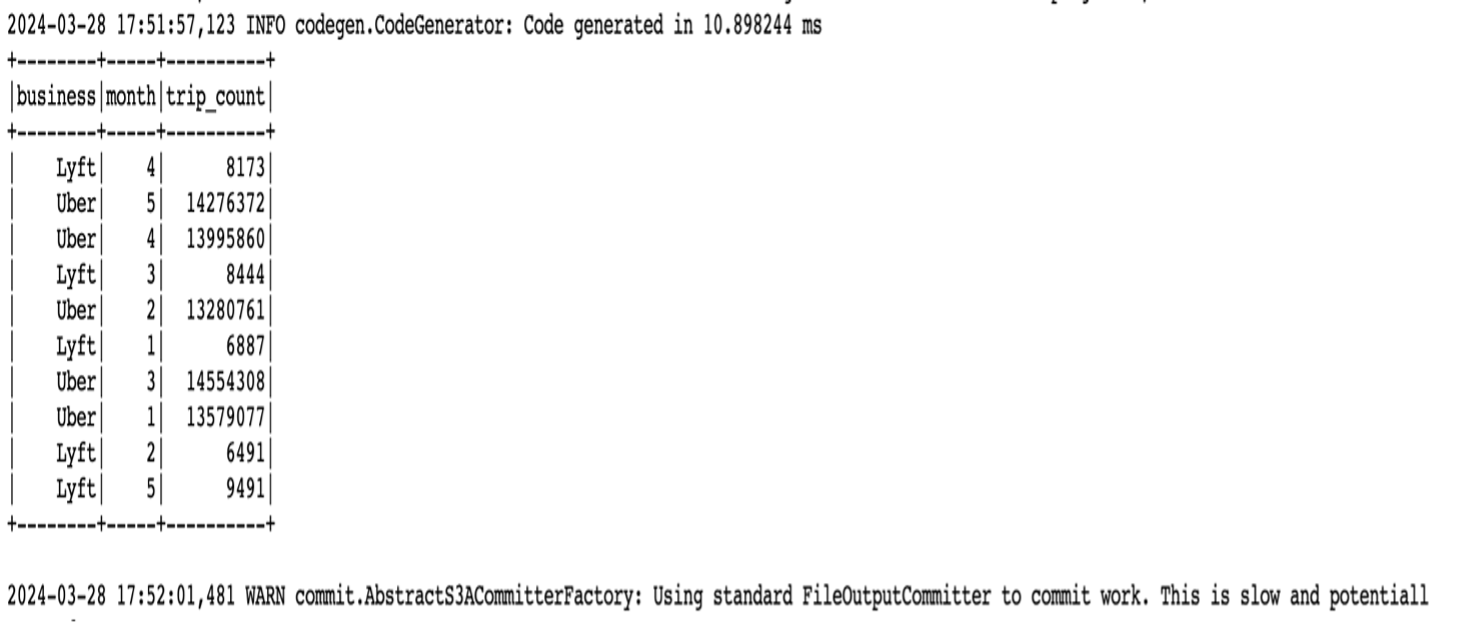 2024-03-28 17:51:57,123 INFO codegen.CodeGenerator: Code generated in 10.898244 ms
+--------+-----+----------+
|business|month|trip_count|
+--------+-----+----------+
|    Lyft|    4|      8173|
|    Uber|    5|  14276372|
|    Uber|    4|  13995860|
|    Lyft|    3|      8444|
|    Uber|    2|  13280761|
|    Lyft|    1|      6887|
|    Uber|    3|  14554308|
|    Uber|    1|  13579077|
|    Lyft|    2|      6491|
|    Lyft|    5|      9491|
+--------+-----+----------+
2024-03-28 17:52:01,481 WARN commit.AbstractS3ACommitterFactory: Using standard FileOutputCommitter to commit work. This is slow and potentiall